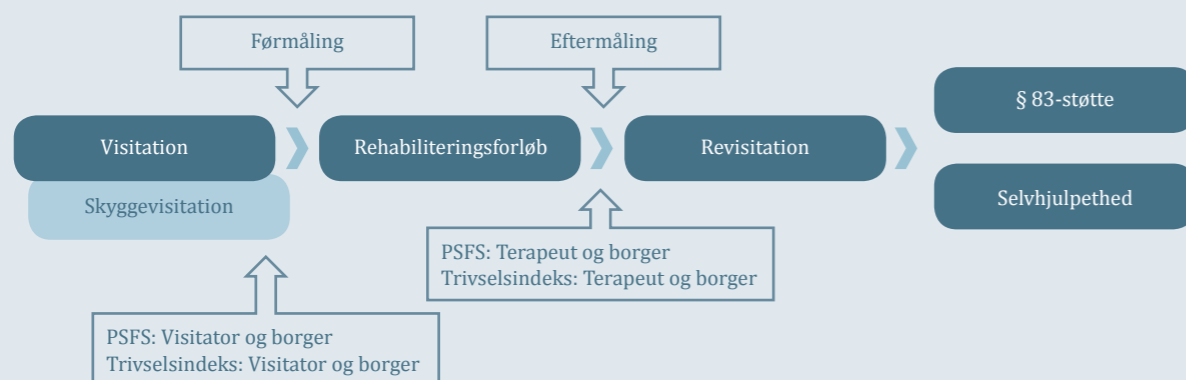 Førmåling
Eftermåling
Visitation
Rehabiliteringsforløb
Revisitation
§ 83-støtte
Skyggevisitation
Selvhjulpethed
PSFS: Terapeut og borger
Trivselsindeks: Terapeut og borger
PSFS: Visitator og borger
Trivselsindeks: Visitator og borger